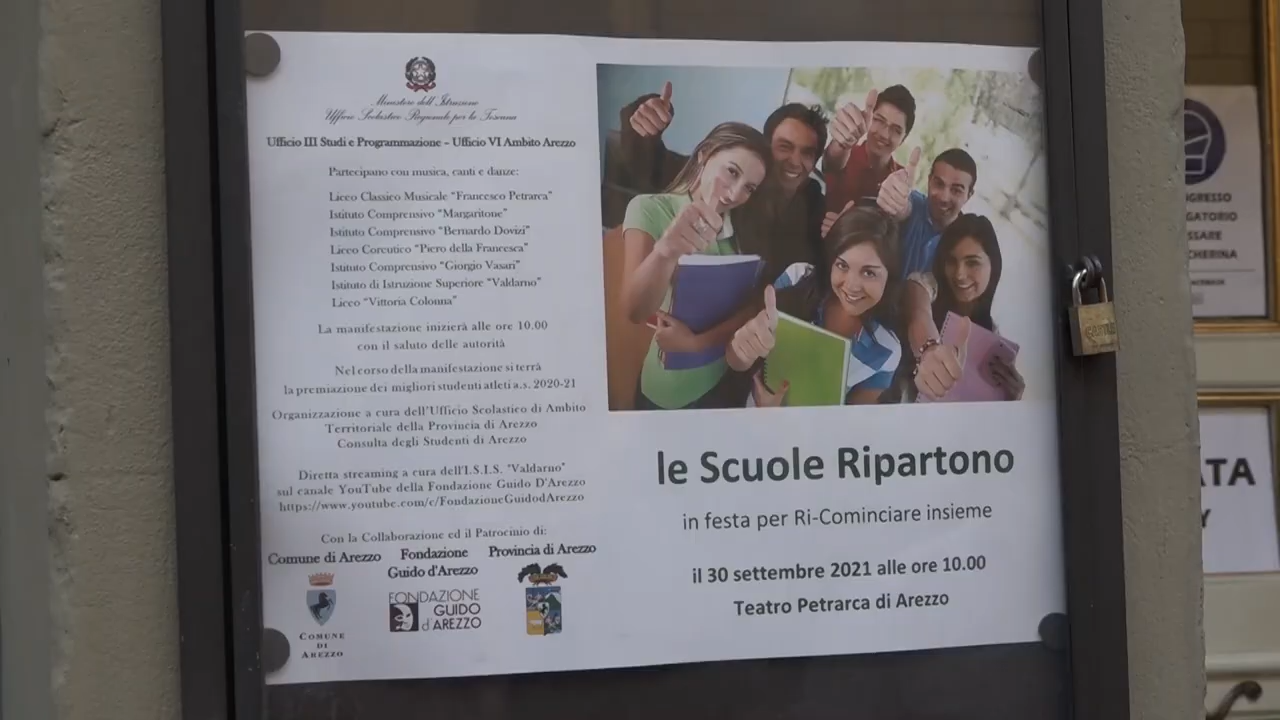 Ministero dell'Istruzione
Ufficio Scolastico Regionale per la Toscana
Ufficio III Studi e Programmazione – Ufficio VI Ambito Arezzo
Partecipano con musica, canti e danze:
Liceo Classico Musicale "Francesco Petrarca"
Istituto Comprensivo "Margaritone"
Istituto Comprensivo "Bernardo Dovizi"
Liceo Coreutico "Piero della Francesca"
Istituto Comprensivo "Giorgio Vasari"
Istituto di Istruzione Superiore "Valdarno"
Liceo "Vittoria Colonna"
La manifestazione inizierà alle ore 10.00
con il saluto delle autorità
Nel corso della manifestazione si terrà
la premiazione dei migliori studenti atleti a.s. 2020-21
Organizzazione a cura dell'Ufficio Scolastico di Ambito
Territoriale della Provincia di Arezzo
Consulta degli Studenti di Arezzo
Diretta streaming a cura dell'I.S.I.S. "Valdarno"
sul canale YouTube della Fondazione Guido D'Arezzo
https://www.youtube.com/c/FondazioneGuidodArezzo
Con la Collaborazione ed il Patrocinio di:
Comune di Arezzo
Fondazione
Guido d'Arezzo
Provincia di Arezzo
COMUNE
DI
AREZZO
FONDAZIONE
GUIDO
d'AREZZO
le Scuole Ripartono
in festa per Ri-Cominciare insieme
il 30 settembre 2021 alle ore 10.00
Teatro Petrarca di Arezzo
GRESSO
GATORIO
SSARE
CHERINA
ATA
Y